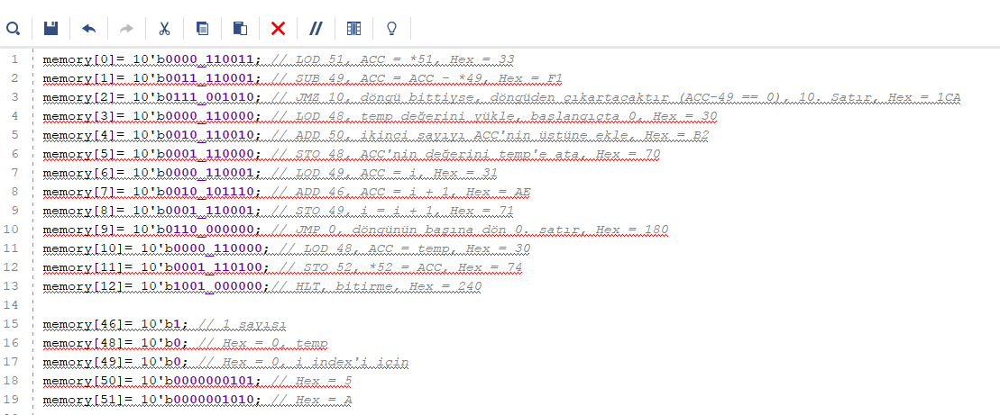 1 memory[0]= 10'b0000_110011; // LOD 51, ACC = *51, Hex = 33
2 memory[1]= 10'b0011_110001; // SUB 49, ACC = ACC - *49, Hex = F1
3 memory[2]= 10'b0111_001010; // JMZ 10, döngü bittiyse, döngüden çıkartacaktır (ACC-49 == 0), 10. Satır, Hex = 1CA
4 memory[3]= 10'b0000_110000; // LOD 48, temp değerini yükle, başlangıçta 0, Hex = 30
5 memory[4]= 10'b0010_110010; // ADD 50, ikinci sayıyı ACC'nin üstüne ekle, Hex = B2
6 memory[5]= 10'b0001_110000; // STO 48, ACC'nin değerini temp'e ata, Hex = 70
7 memory[6]= 10'b0000_110001; // LOD 49, ACC = i, Hex = 31
8 memory[7]= 10'b0010_101110; // ADD 46, ACC = i + 1, Hex = AE
9 memory[8]= 10'b0001_110001; // STO 49, i = i + 1, Hex = 71
10 memory[9]= 10'b0110_000000; // JMP 0, döngünün başına dön 0. satır, Hex = 180
11 memory[10]= 10'b0000_110000; // LOD 48, ACC = temp, Hex = 30
12 memory[11]= 10'b0001_110100; // STO 52, *52 = ACC, Hex = 74
13 memory[12]= 10'b1001_000000;// HLT, bitirme, Hex = 240
14
15 memory[46]= 10'b1; // 1 sayısı
16 memory[48]= 10'b0; // Hex = 0, temp
17 memory[49]= 10'b0; // Hex = 0, i index'i için
18 memory[50]= 10'b0000000101; // Hex = 5
19 memory[51]= 10'b0000001010; // Hex = A